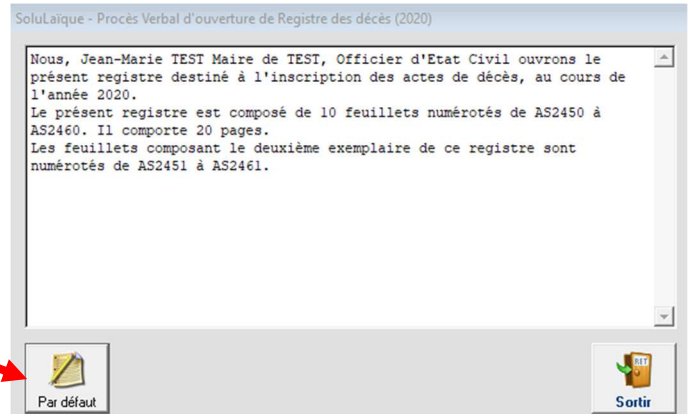 SoluLaïque - Procès Verbal d'ouverture de Registre des décès (2020)
Nous, Jean-Marie TEST Maire de TEST, Officier d'Etat Civil ouvrons le
présent registre destiné à l'inscription des actes de décès, au cours de
l'année 2020.
Le présent registre est composé de 10 feuillets numérotés de AS2450 à
AS2460. Il comporte 20 pages.
Les feuillets composant le deuxième exemplaire de ce registre sont
numérotés de AS2451 à AS2461.
RET
Par défaut
Sortir